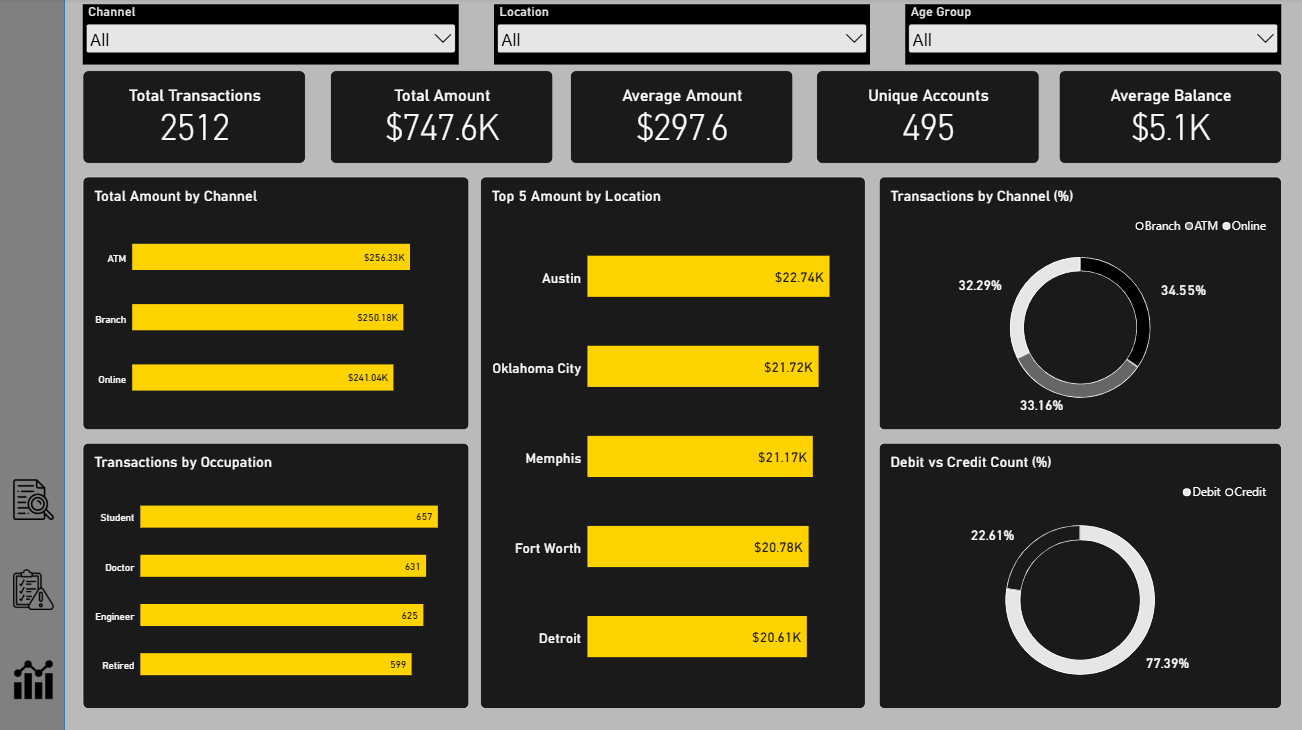 Channel
All
Location
All
Age Group
All
Total Transactions
2512
Total Amount
$747.6K
Average Amount
$297.6
Unique Accounts
495
Average Balance
$5.1K
Total Amount by Channel
ATM $256.33K
Branch $250.18K
Online $241.04K
Top 5 Amount by Location
Austin $22.74K
Oklahoma City $21.72K
Memphis $21.17K
Fort Worth $20.78K
Detroit $20.61K
Transactions by Channel (%)
Branch ATM Online
32.29%
34.55%
33.16%
Transactions by Occupation
Student 657
Doctor 631
Engineer 625
Retired 599
Debit vs Credit Count (%)
Debit Credit
22.61%
77.39%